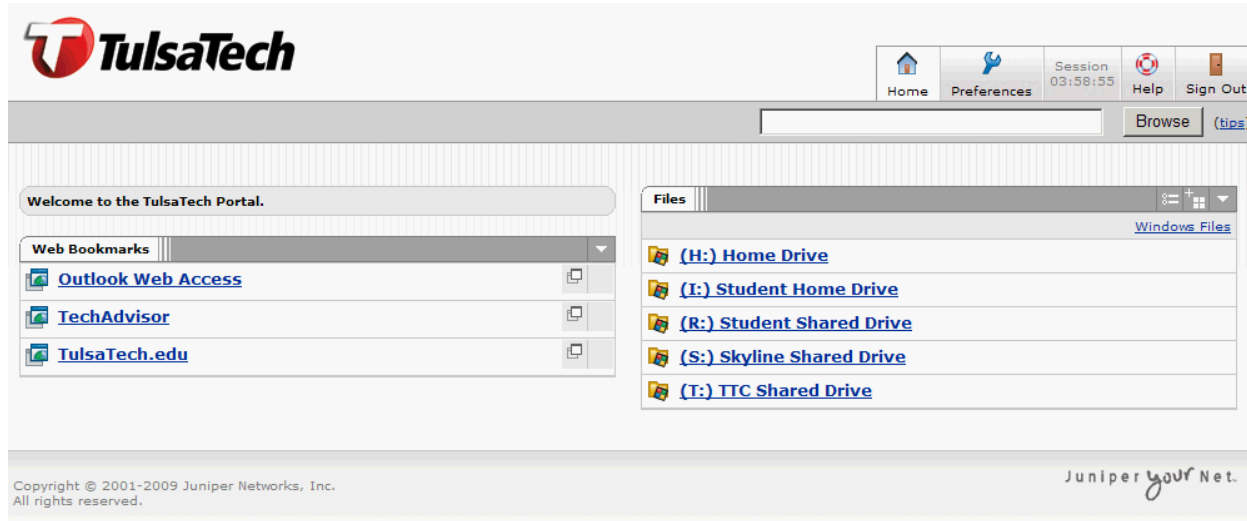 TulsaTech
Home
Preferences
Session
03:58:55
Help
Sign Out
Browse
(tips)
Welcome to the TulsaTech Portal.
Web Bookmarks
Outlook Web Access
TechAdvisor
TulsaTech.edu
Files
Windows Files
(H:) Home Drive
(I:) Student Home Drive
(R:) Student Shared Drive
(S:) Skyline Shared Drive
(T:) TTC Shared Drive
Copyright © 2001-2009 Juniper Networks, Inc.
All rights reserved.
Juniper your Net.